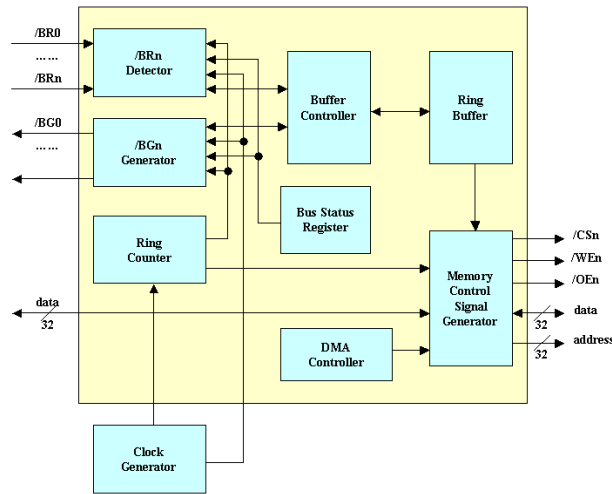 /BR0
......
/BRn
/BG0
......
/BRn
Detector
/BGn
Generator
Buffer
Controller
Ring
Buffer
Bus Status
Register
Ring
Counter
Memory
Control
Signal
Generator
/CSn
/WEn
/OEn
data
32
data
32
address
32
DMA
Controller
Clock
Generator